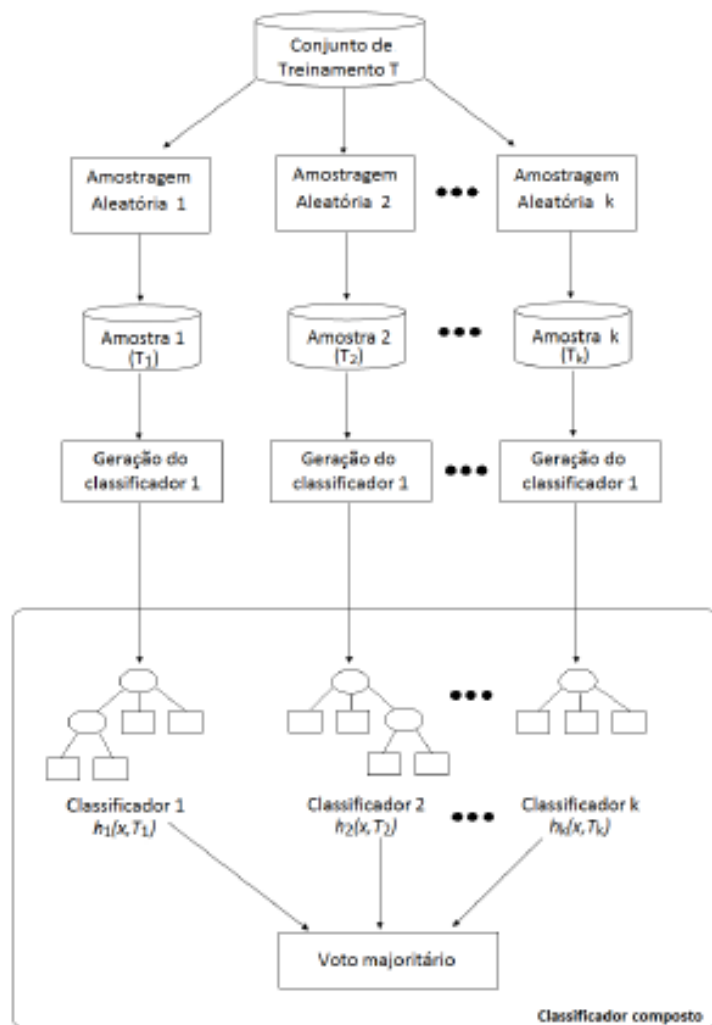 Conjunto de
Treinamento T
Amostragem
Aleatória 1
Amostragem
Aleatória 2
Amostragem
Aleatória k
Amostra 1
(T1)
Amostra 2
(T2)
Amostra k
(Tk)
Geração do
classificador 1
Geração do
classificador 1
Geração do
classificador 1
Classificador 1
h1(x,T1)
Classificador 2
h2(x,T2)
Classificador k
hk(x,Tk)
Voto majoritário
Classificador composto